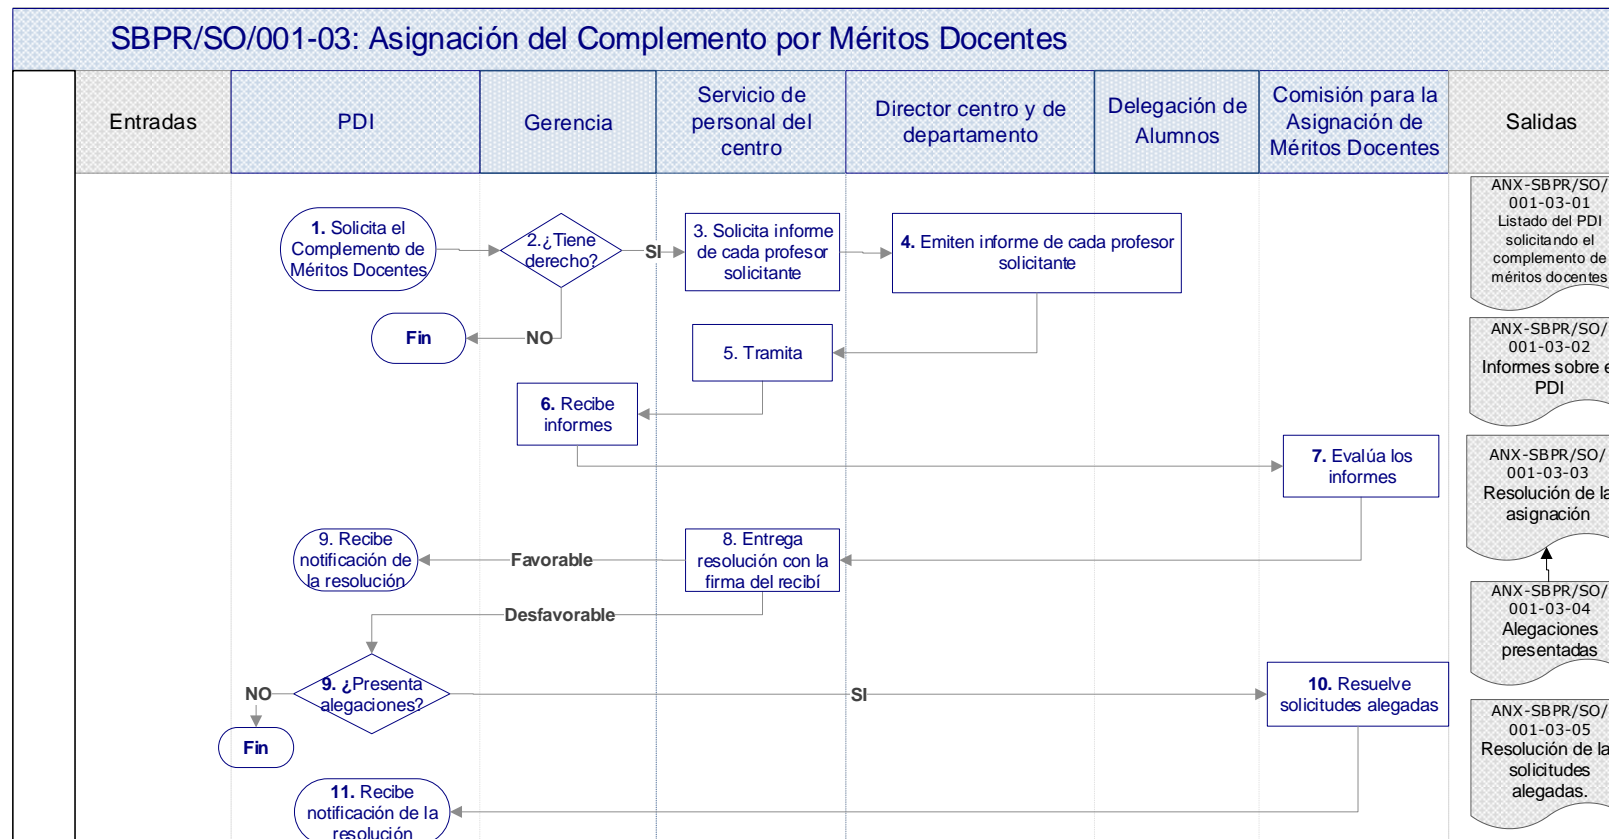 SBPR/SO/001-03: Asignación del Complemento por Méritos Docentes
Entradas
PDI
Gerencia
Servicio de
personal del
centro
Director centro y de
departamento
Delegación de
Alumnos
Comisión para la
Asignación de
Méritos Docentes
Salidas
1. Solicita el
Complemento de
Méritos Docentes
2.¿Tiene
derecho?
SI
3. Solicita informe
de cada profesor
solicitante
4. Emiten informe de cada profesor
solicitante
ANX-SBPR/SO/
001-03-01
Listado del PDI
solicitando el
complemento de
méritos docentes
Fin
NO
5. Tramita
ANX-SBPR/SO/
001-03-02
Informes sobre e
PDI
6. Recibe
informes
7. Evalúa los
informes
ANX-SBPR/SO/
001-03-03
Resolución de la
asignación
9. Recibe
notificación de
la resolución
Favorable
8. Entrega
resolución con la
firma del recibí
Desfavorable
ANX-SBPR/SO/
001-03-04
Alegaciones
presentadas
NO
9. ¿Presenta
alegaciones?
SI
10. Resuelve
solicitudes alegadas
Fin
ANX-SBPR/SO/
001-03-05
Resolución de la
solicitudes
alegadas.
11. Recibe
notificación de la
resolución